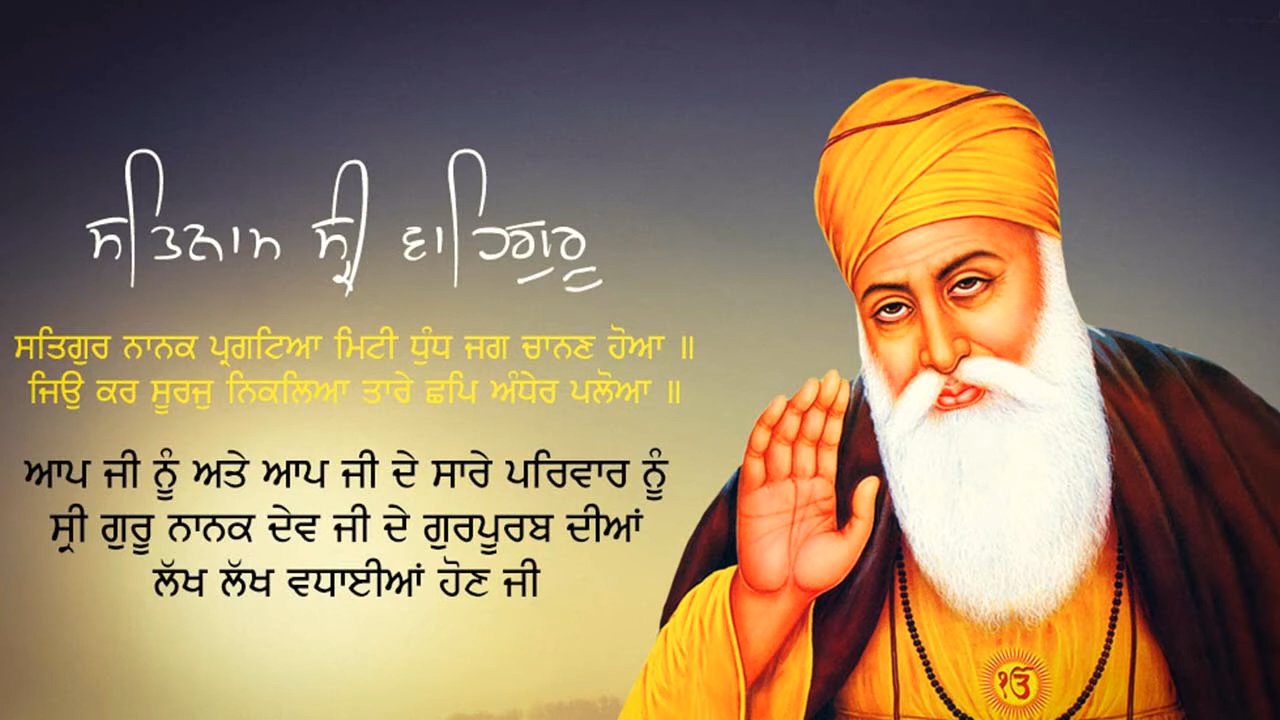 ਸਤਿਨਾਮ ਸ੍ਰੀ ਵਾਹਿਗੁਰੂ
ਸਤਿਗੁਰ ਨਾਨਕ ਪ੍ਰਗਟਿਆ ਮਿਟੀ ਧੁੰਧ ਜਗ ਚਾਨਣ ਹੋਆ ॥
ਜਿਉ ਕਰ ਸੂਰਜੁ ਨਿਕਲਿਆ ਤਾਰੇ ਛਪਿ ਅੰਧੇਰ ਪਲੋਆ ॥
ਆਪ ਜੀ ਨੂੰ ਅਤੇ ਆਪ ਜੀ ਦੇ ਸਾਰੇ ਪਰਿਵਾਰ ਨੂੰ
ਸ੍ਰੀ ਗੁਰੂ ਨਾਨਕ ਦੇਵ ਜੀ ਦੇ ਗੁਰਪੂਰਬ ਦੀਆਂ
ਲੱਖ ਲੱਖ ਵਧਾਈਆਂ ਹੋਣ ਜੀ
ੴ